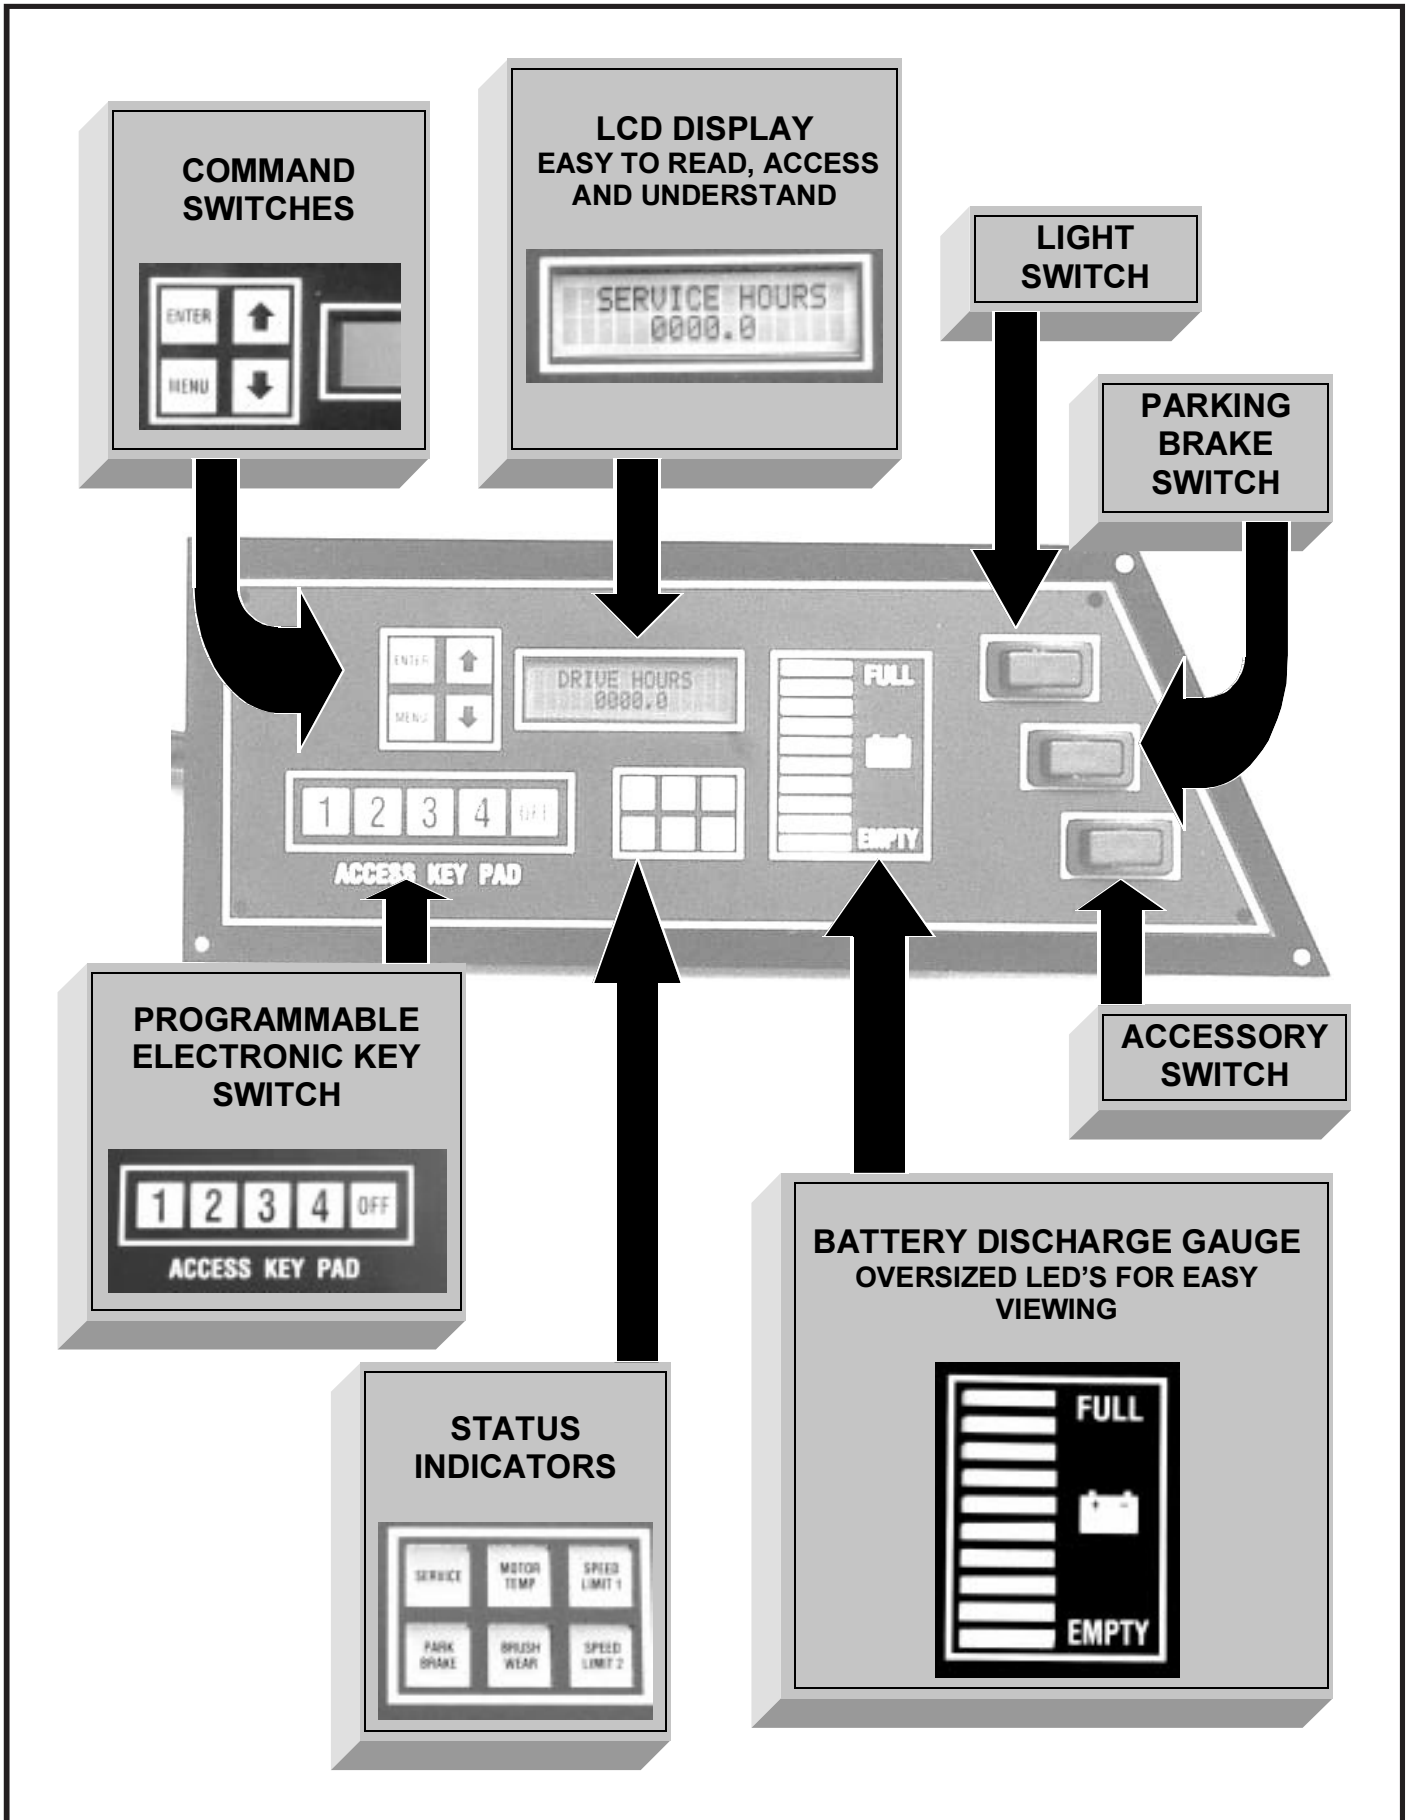 COMMAND
SWITCHES
ENTER
MENU
LCD DISPLAY
EASY TO READ, ACCESS
AND UNDERSTAND
SERVICE HOURS
0000.0
LIGHT
SWITCH
PARKING
BRAKE
SWITCH
ENTER
MENU
DRIVE HOURS
0000.0
FULL
EMPTY
1 2 3 4 OFF
ACCESS KEY PAD
PROGRAMMABLE
ELECTRONIC KEY
SWITCH
1 2 3 4 OFF
ACCESS KEY PAD
ACCESSORY
SWITCH
BATTERY DISCHARGE GAUGE
OVERSIZED LED'S FOR EASY
VIEWING
FULL
+ -
EMPTY
STATUS
INDICATORS
SERVICE
MOTOR
TEMP
SPEED
LIMIT 1
PARK
BRAKE
BRUSH
WEAR
SPEED
LIMIT 2